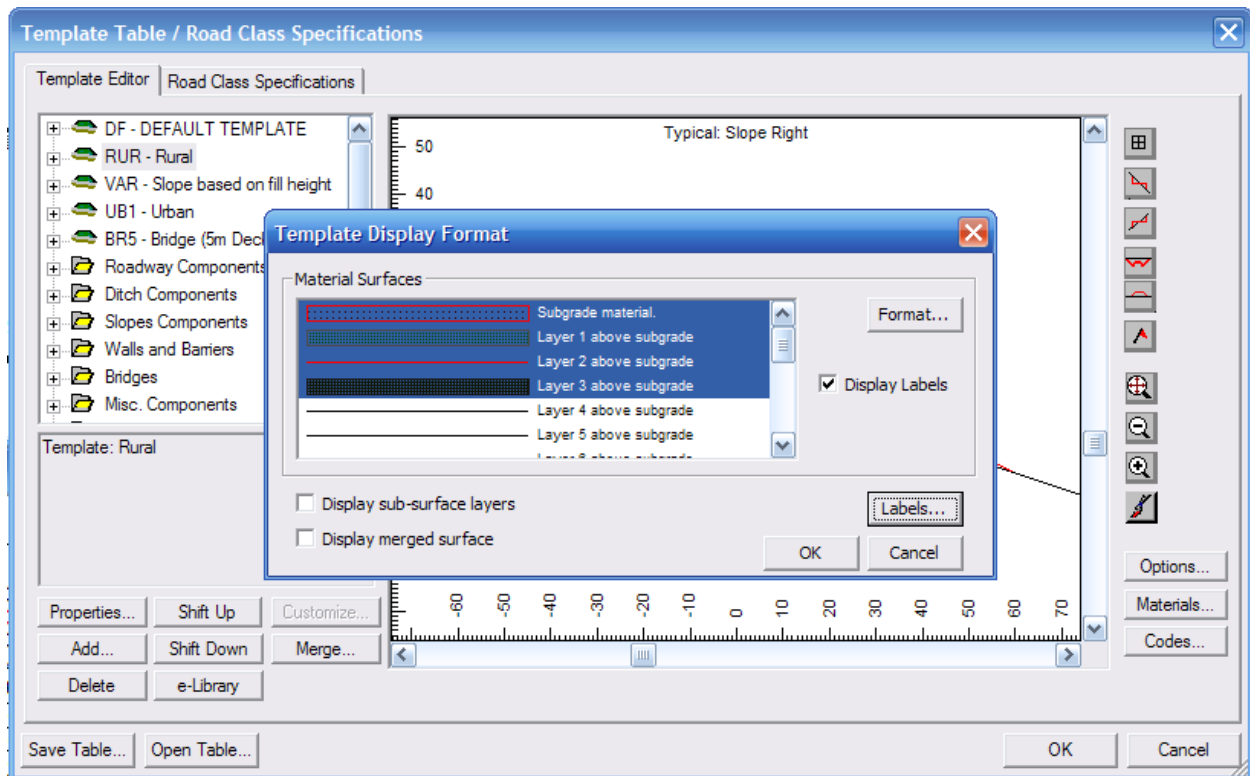 Template Table / Road Class Specifications
Template Editor
Road Class Specifications
DF - DEFAULT TEMPLATE
RUR - Rural
VAR - Slope based on fill height
UB1 - Urban
BR5 - Bridge (5m Decl
Roadway Components
Ditch Components
Slopes Components
Walls and Barriers
Bridges
Misc. Components
Template: Rural
Typical: Slope Right
50
40
Template Display Format
Material Surfaces
Subgrade material.
Layer 1 above subgrade
Layer 2 above subgrade
Layer 3 above subgrade
Layer 4 above subgrade
Layer 5 above subgrade
Format...
Display Labels
Display sub-surface layers
Display merged surface
Labels...
OK
Cancel
-60 -50 -40 -30 -20 -10 0 10 20 30 40 50 60 70
Options...
Materials...
Codes...
Properties... Shift Up Customize...
Add... Shift Down Merge...
Delete e-Library
Save Table... Open Table...
OK Cancel